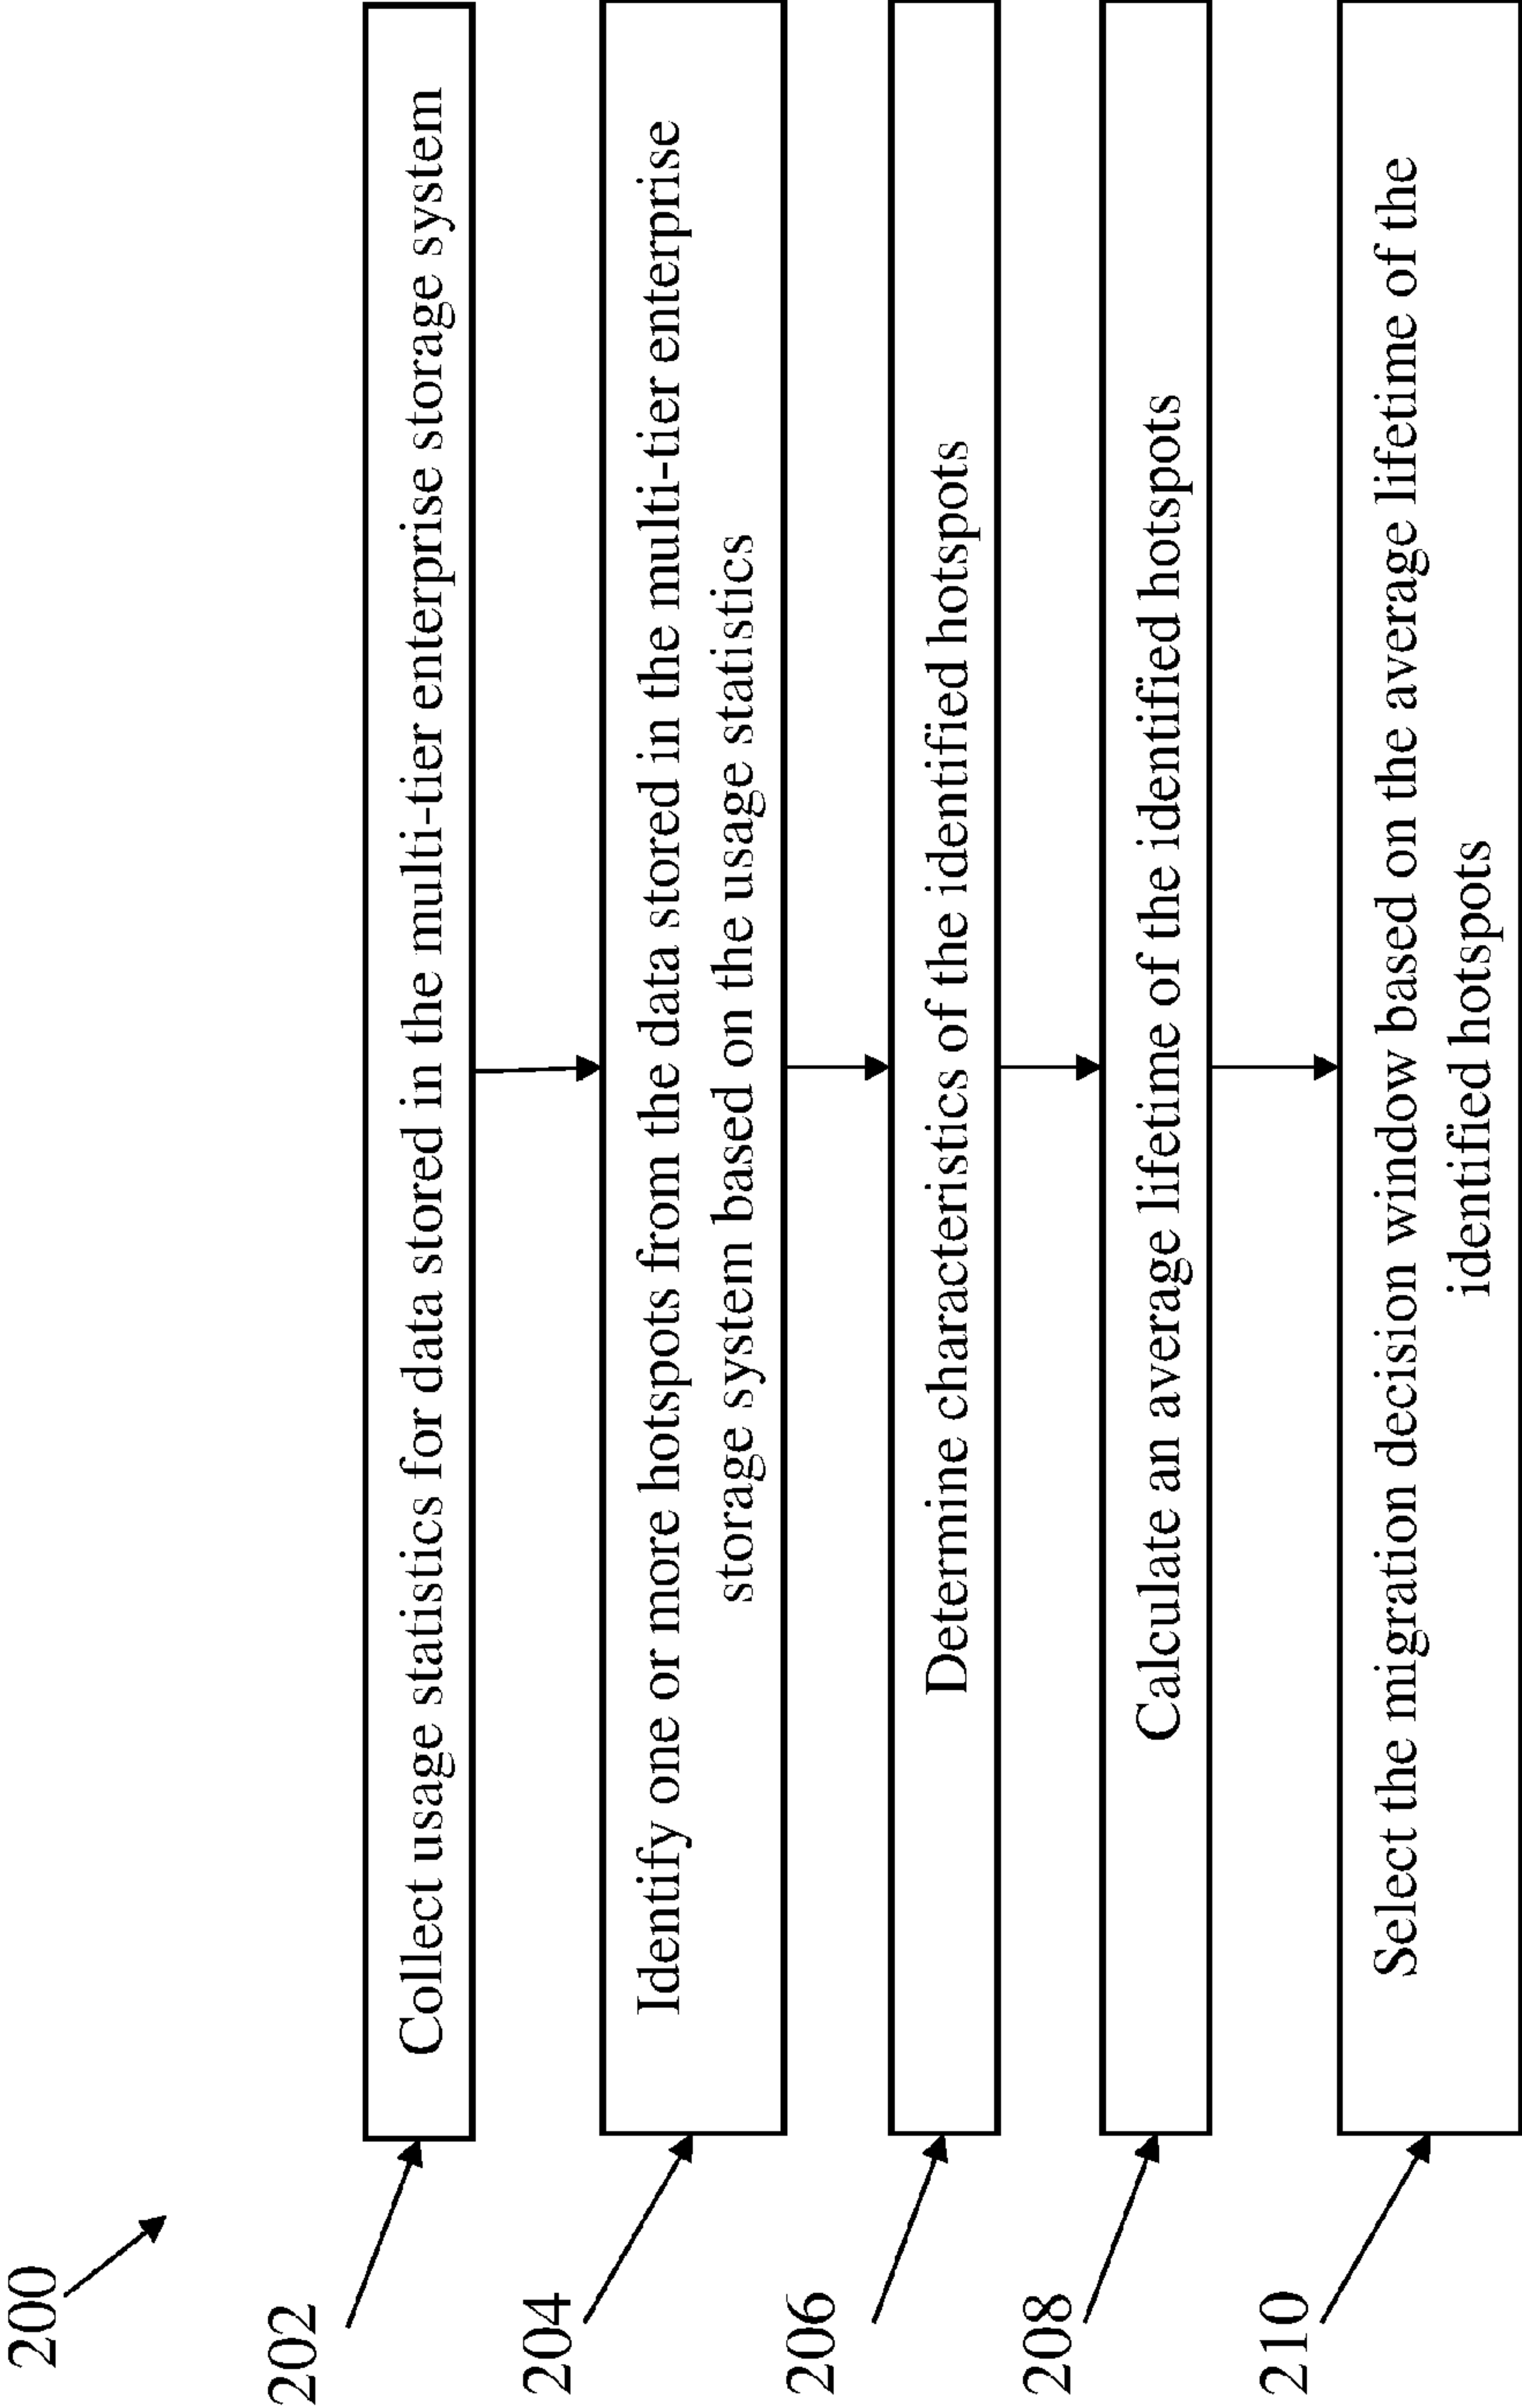 200
202
Collect usage statistics for data stored in the multi-tier enterprise storage system
204
Identify one or more hotspots from the data stored in the multi-tier enterprise
storage system based on the usage statistics
206
Determine characteristics of the identified hotspots
208
Calculate an average lifetime of the identified hotspots
210
Select the migration decision window based on the average lifetime of the
identified hotspots